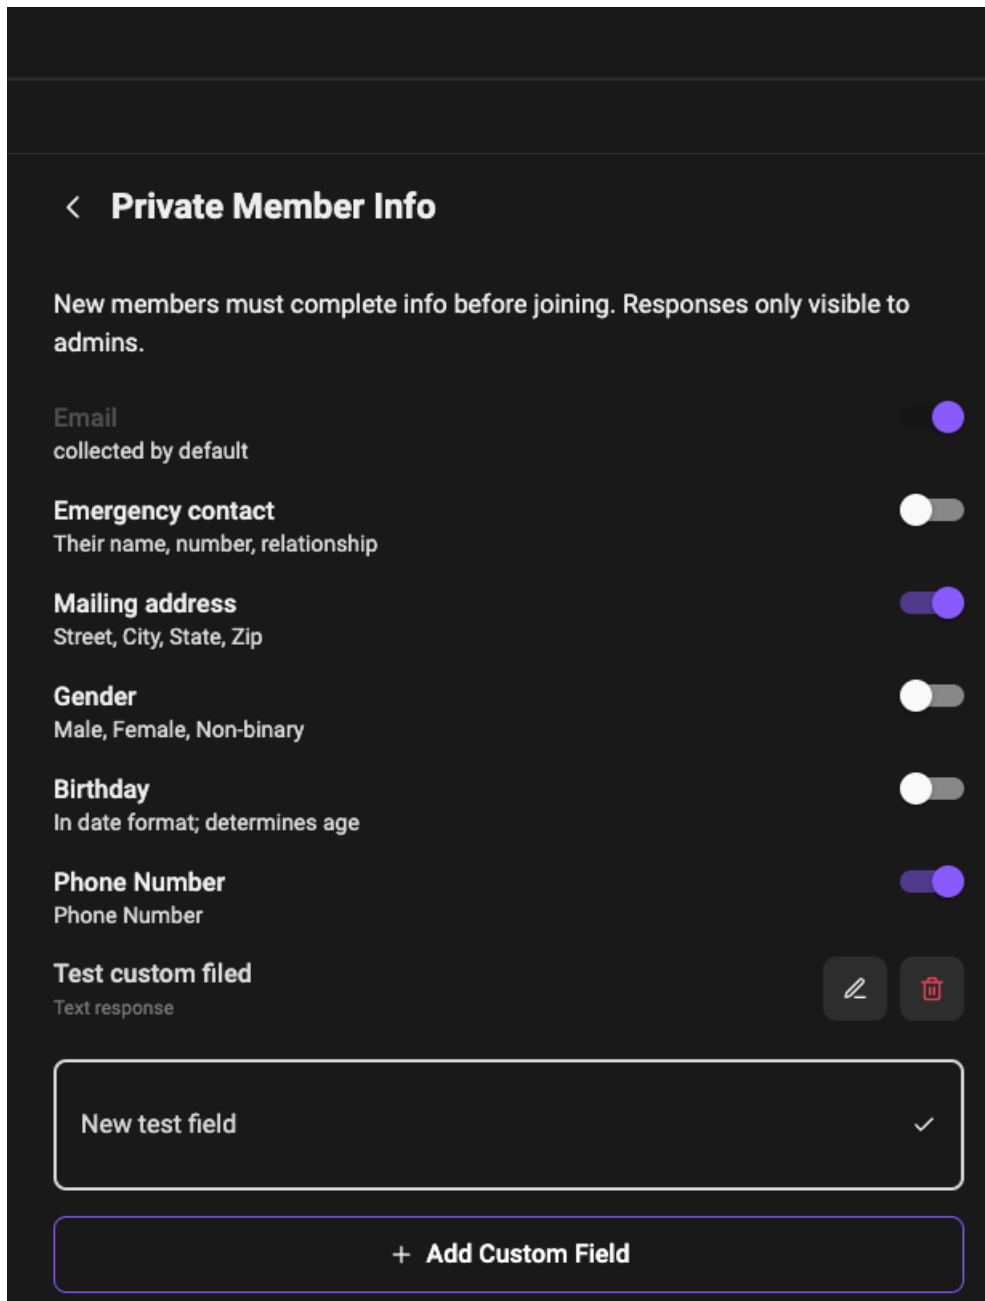 Private Member Info
New members must complete info before joining. Responses only visible to
admins.
Email
collected by default
Emergency contact
Their name, number, relationship
Mailing address
Street, City, State, Zip
Gender
Male, Female, Non-binary
Birthday
In date format; determines age
Phone Number
Phone Number
Test custom filed
Text response
New test field
+ Add Custom Field